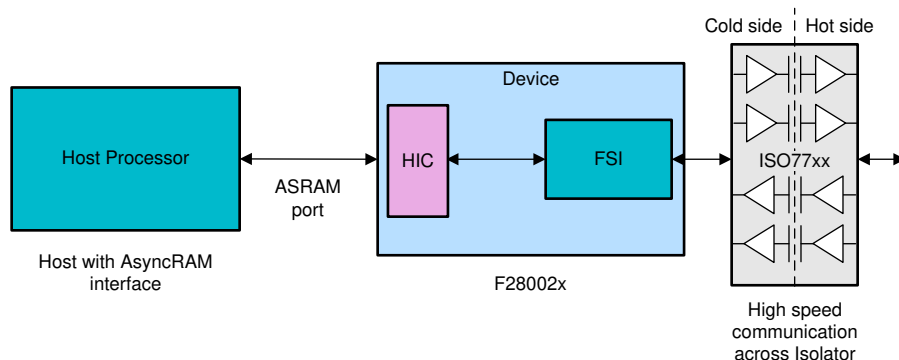 Cold side
Hot side
Device
Host Processor
HIC
FSI
ISO77xx
ASRAM
port
Host with AsyncRAM
interface
F28002x
High speed
communication
across Isolator